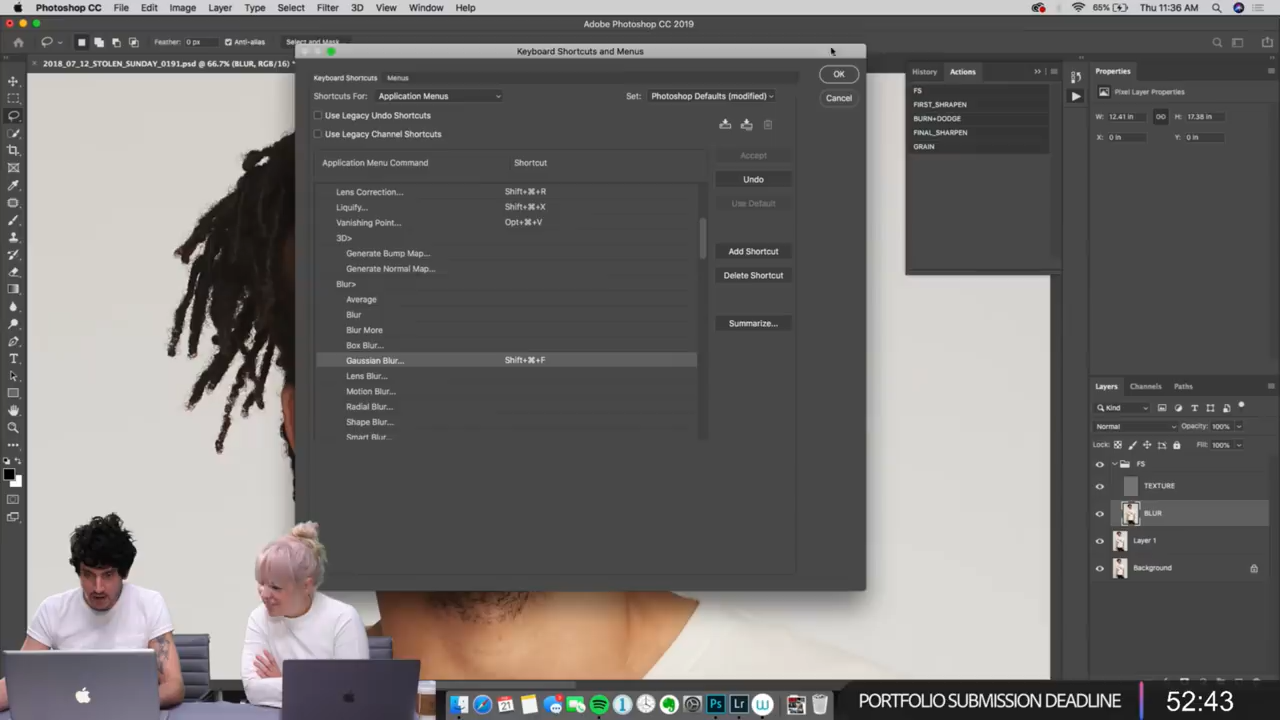 Photoshop CC File Edit Image Layer Type Select Filter 3D View Window Help 65% Thu 11:36 AM
Adobe Photoshop CC 2019
Feather: 0 px Anti-alias Select and Mask...
2018_07_12_STOLEN_SUNDAY_0191.psd @ 66.7% (BLUR, RGB/16) *
Keyboard Shortcuts and Menus
Keyboard Shortcuts Menus
Shortcuts For: Application Menus Set: Photoshop Defaults (modified)
OK
Cancel
Use Legacy Undo Shortcuts
Use Legacy Channel Shortcuts
Application Menu Command Shortcut
Lens Correction... Shift+⌘+R
Liquify... Shift+⌘+X
Vanishing Point... Opt+⌘+V
3D>
Generate Bump Map...
Generate Normal Map...
Blur>
Average
Blur
Blur More
Box Blur...
Gaussian Blur... Shift+⌘+F
Lens Blur...
Motion Blur...
Radial Blur...
Shape Blur...
Smart Blur...
Accept
Undo
Use Default
Add Shortcut
Delete Shortcut
Summarize...
History Actions
FS
FIRST_SHRAPEN
BURN+DODGE
FINAL_SHARPEN
GRAIN
Properties
Pixel Layer Properties
W: 12.41 in H: 17.38 in
X: 0 in Y: 0 in
Layers Channels Paths
Kind
Normal Opacity: 100%
Lock: Fill: 100%
FS
TEXTURE
BLUR
Layer 1
Background
PORTFOLIO SUBMISSION DEADLINE 52:43